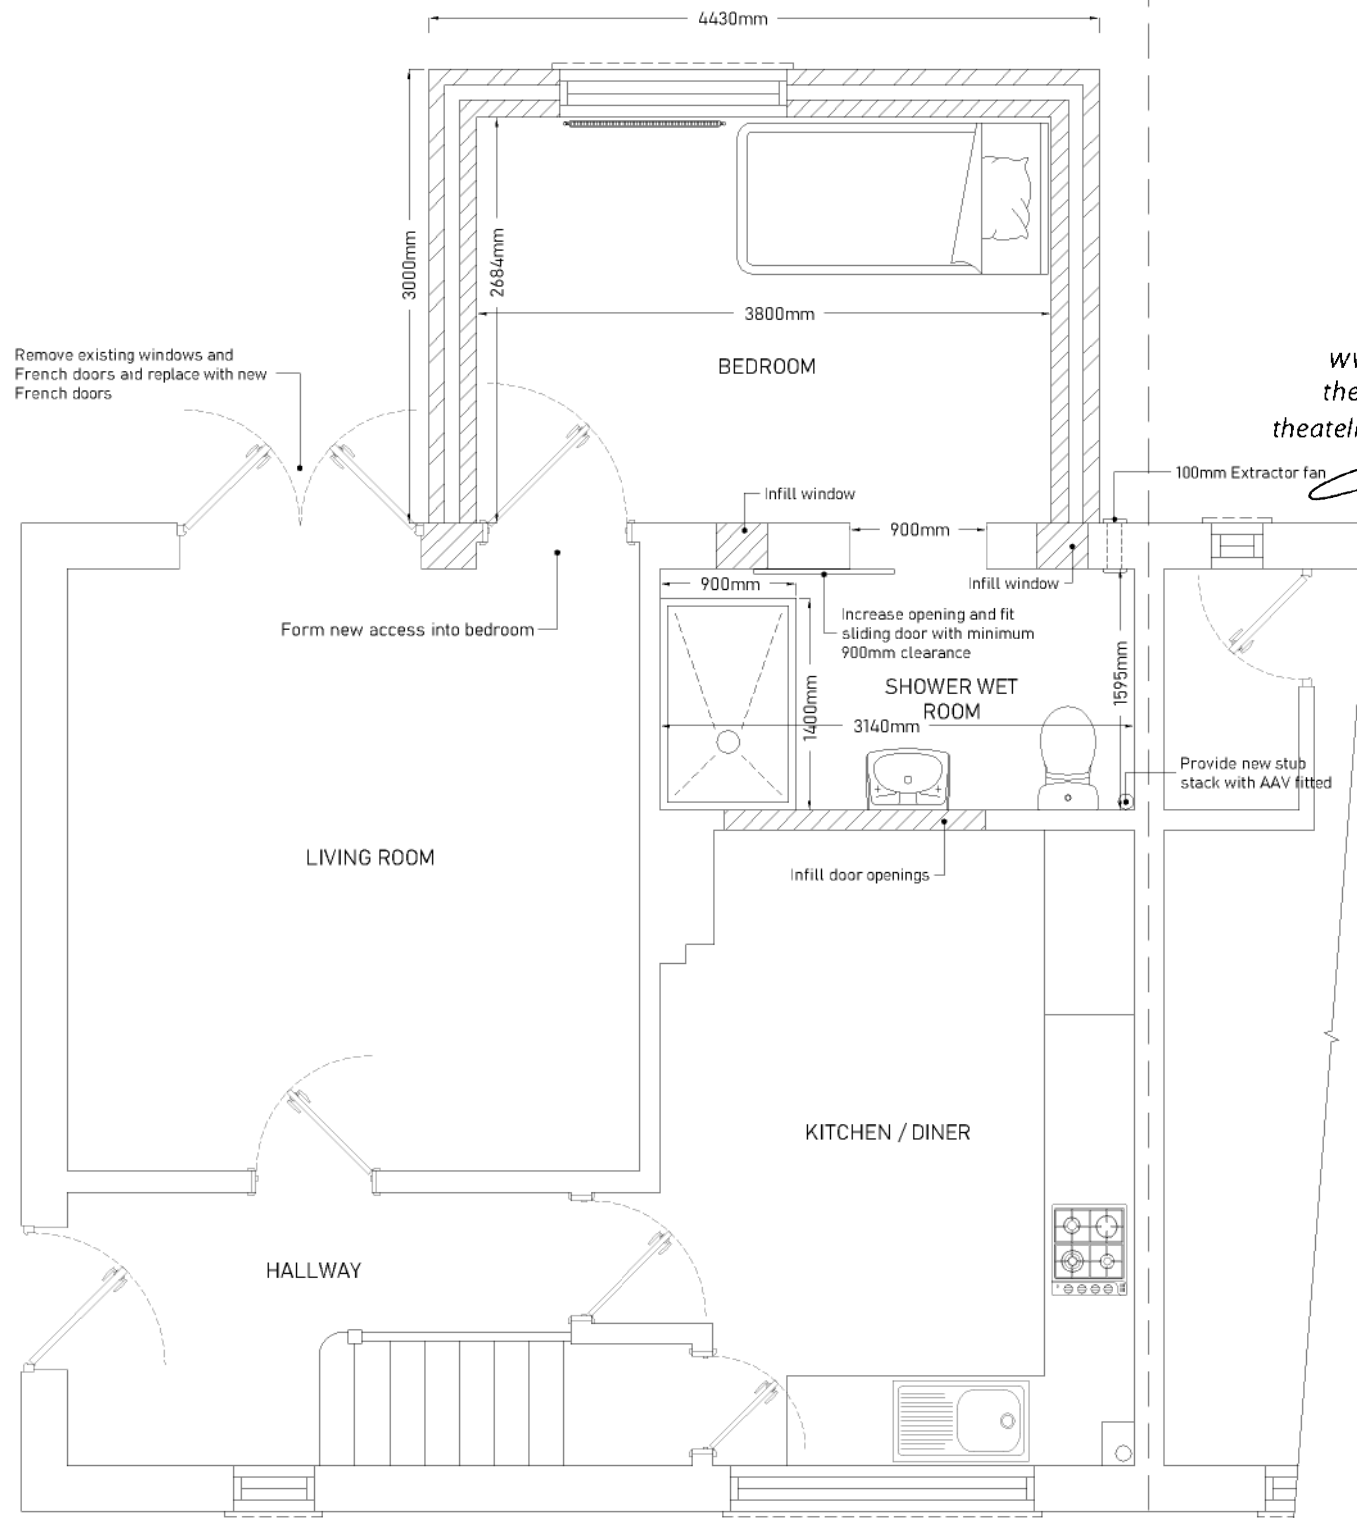 4430mm
3000mm
2684mm
3800mm
BEDROOM
Remove existing windows and
French doors and replace with new
French doors
the
100mm Extractor fan
Infill window
900mm
900mm
Infill window
Form new access into bedroom
Increase opening and fit
sliding door with minimum
900mm clearance
1595mm
1400mm
SHOWER WET
ROOM
3140mm
Provide new stub
stack with AAV fitted
LIVING ROOM
Infill door openings
KITCHEN / DINER
HALLWAY